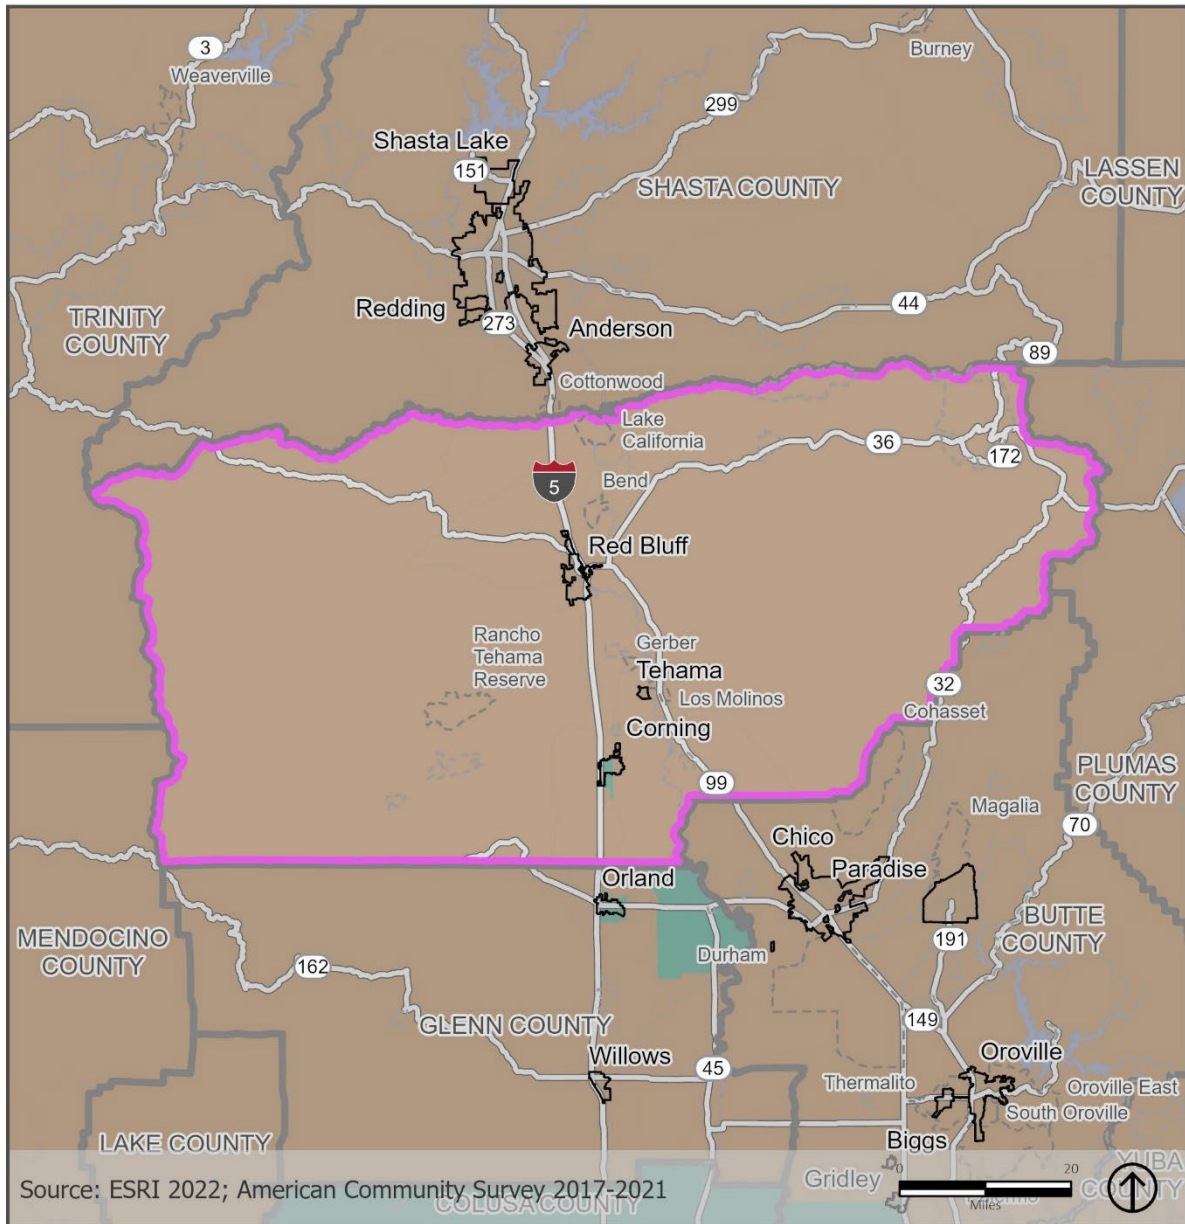 3
Weaverville
Burney
299
Shasta Lake
151
SHASTA COUNTY
LASSEN
COUNTY
TRINITY
COUNTY
Redding
273
Anderson
44
89
Cottonwood
Lake
California
36
172
5
Bend
Red Bluff
Rancho
Tehama
Reserve
Gerber
Tehama
Los Molinos
32
Cohasset
Corning
99
PLUMAS
COUNTY
Magalia
70
Chico
Paradise
Orland
MENDOCINO
COUNTY
162
Durham
191
BUTTE
COUNTY
GLENN COUNTY
149
Willows
45
Oroville
Thermalito
Oroville East
South Oroville
LAKE COUNTY
Biggs
Gridley
YUBA
COUNTY
COLUSA COUNTY
Source: ESRI 2022; American Community Survey 2017-2021
0
20
Miles